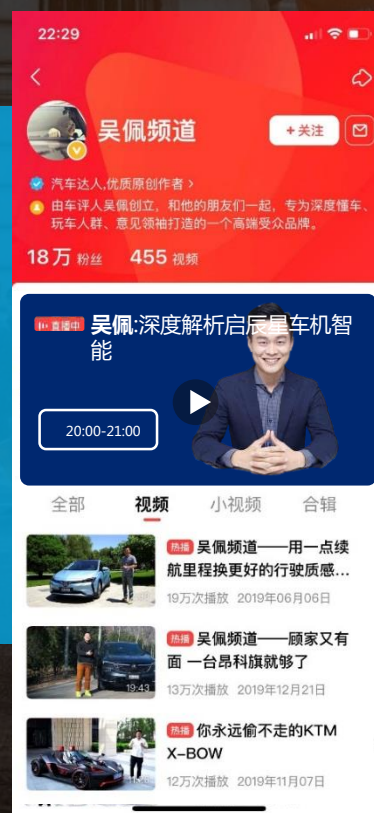 22:29
吴佩频道
+关注
汽车达人,优质原创作者 >
由车评人吴佩创立，和他的朋友们一起，专为深度懂车、
玩车人群、意见领袖打造的一个高端受众品牌。
18万 粉丝 455 视频
直播中 吴佩:深度解析启辰星车机智
能
20:00-21:00
全部 视频 小视频 合辑
热播 吴佩频道——用一点续
航里程换更好的行驶质感...
19万次播放 2019年06月06日
热播 吴佩频道——顾家又有
面 一台昂科旗就够了
19:43
13万次播放 2019年12月21日
热播 你永远偷不走的KTM
X-BOW
12万次播放 2019年11月07日